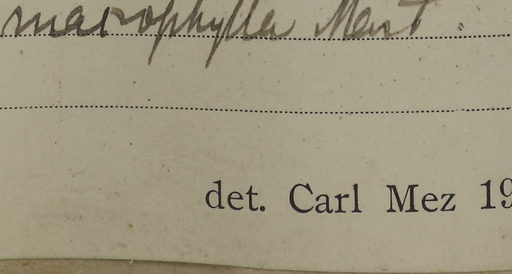 macrophylla Mart
det. Carl Mez 19